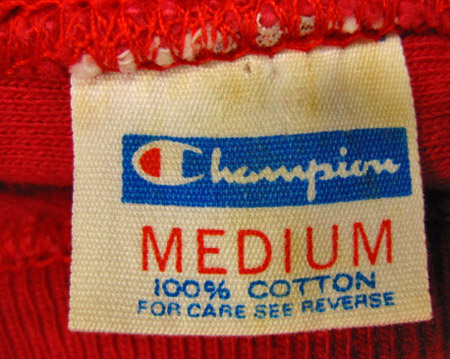 Champion
MEDIUM
100% COTTON
FOR CARE SEE REVERSE